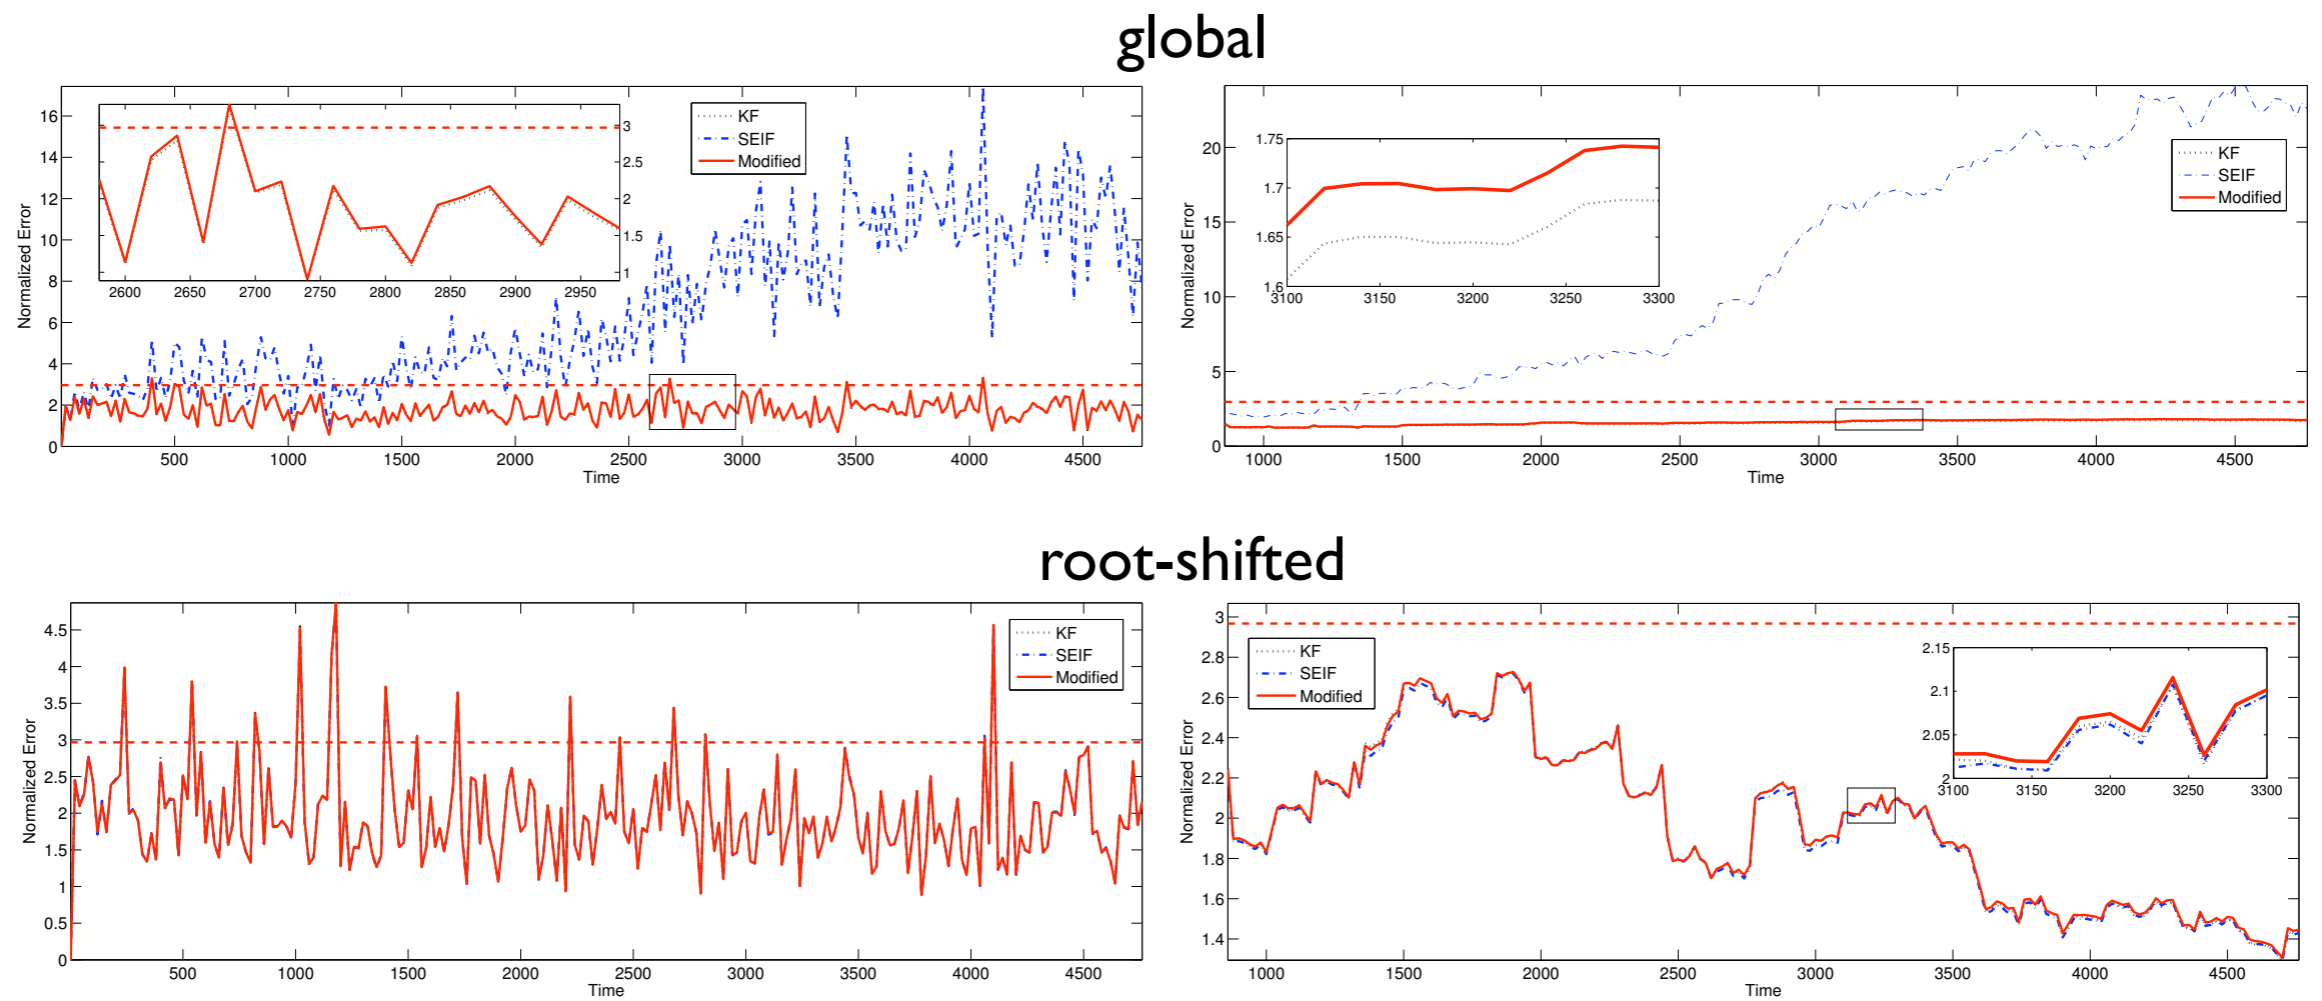 global
16
14
12
10
8
6
4
2
0
Normalized Error
3
2.5
2
1.5
1
2600 2650 2700 2750 2800 2850 2900 2950
KF
SEIF
Modified
500 1000 1500 2000 2500 3000 3500 4000 4500
Time
20
15
10
5
0
Normalized Error
1.75
1.7
1.65
1.6
3100 3150 3200 3250 3300
KF
SEIF
Modified
1000 1500 2000 2500 3000 3500 4000 4500
Time
root-shifted
4.5
4
3.5
3
2.5
2
1.5
1
0.5
0
Normalized Error
KF
SEIF
Modified
500 1000 1500 2000 2500 3000 3500 4000 4500
Time
3
2.8
2.6
2.4
2.2
2
1.8
1.6
1.4
Normalized Error
KF
SEIF
Modified
2.15
2.1
2.05
2
3100 3150 3200 3250 3300
1000 1500 2000 2500 3000 3500 4000 4500
Time